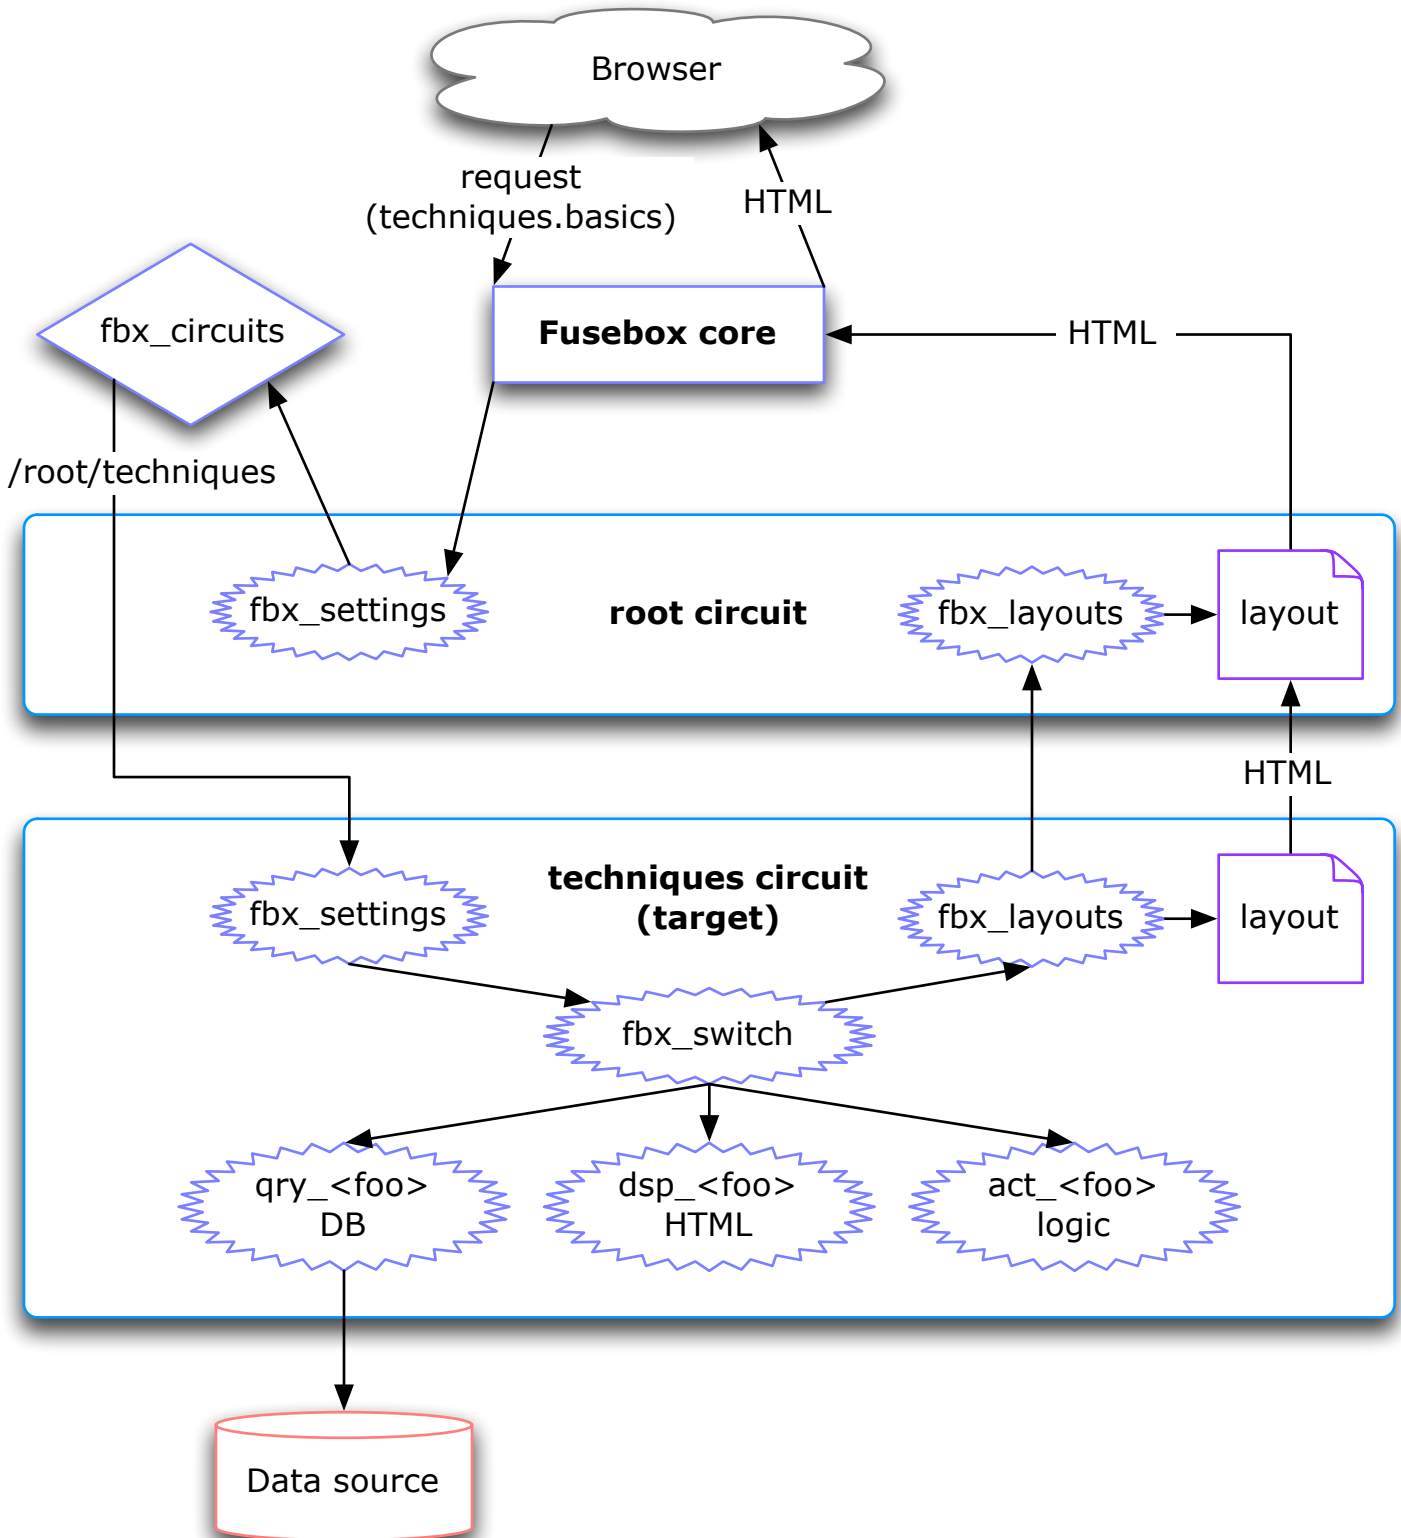 Browser
request
(techniques.basics)
HTML
fbx_circuits
Fusebox core
HTML
/root/techniques
fbx_settings
root circuit
fbx_layouts
layout
HTML
fbx_settings
techniques circuit
(target)
fbx_layouts
layout
fbx_switch
qry_<foo>
DB
dsp_<foo>
HTML
act_<foo>
logic
Data source